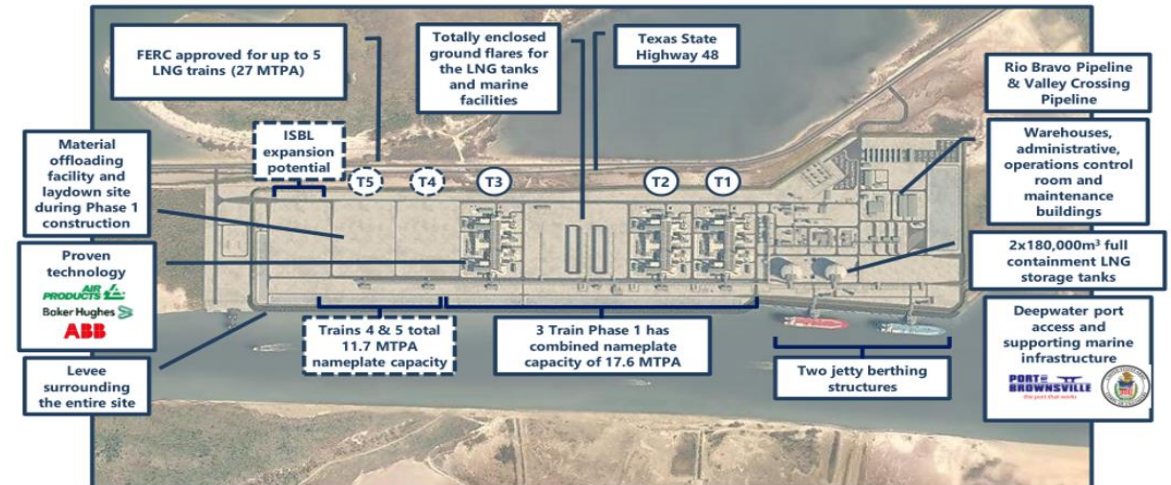 FERC approved for up to 5
LNG trains (27 MTPA)
Totally enclosed
ground flares for
the LNG tanks
and marine
facilities
Texas State
Highway 48
Rio Bravo Pipeline
& Valley Crossing
Pipeline
Material
offloading
facility and
laydown site
during Phase 1
construction
ISBL
expansion
potential
T5
T4
T3
T2
T1
Warehouses,
administrative,
operations control
room and
maintenance
buildings
Proven
technology
AIR
PRODUCTS
Baker Hughes
ABB
2x180,000m³ full
containment LNG
storage tanks
Levee
surrounding
the entire site
Trains 4 & 5 total
11.7 MTPA
nameplate capacity
3 Train Phase 1 has
combined nameplate
capacity of 17.6 MTPA
Two jetty berthing
structures
Deepwater port
access and
supporting marine
infrastructure
PORT OF
BROWNSVILLE
the port that works